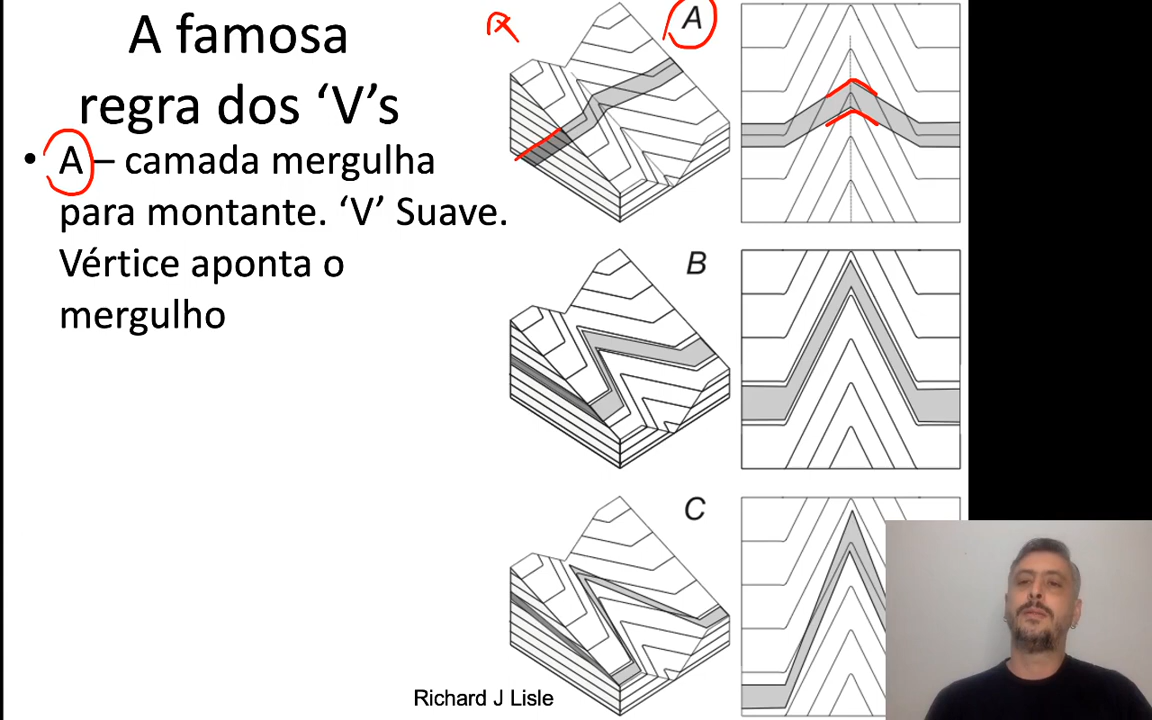 A famosa
regra dos ‘V’s
• A – camada mergulha
para montante. ‘V’ Suave.
Vértice aponta o
mergulho
A
B
C
Richard J Lisle